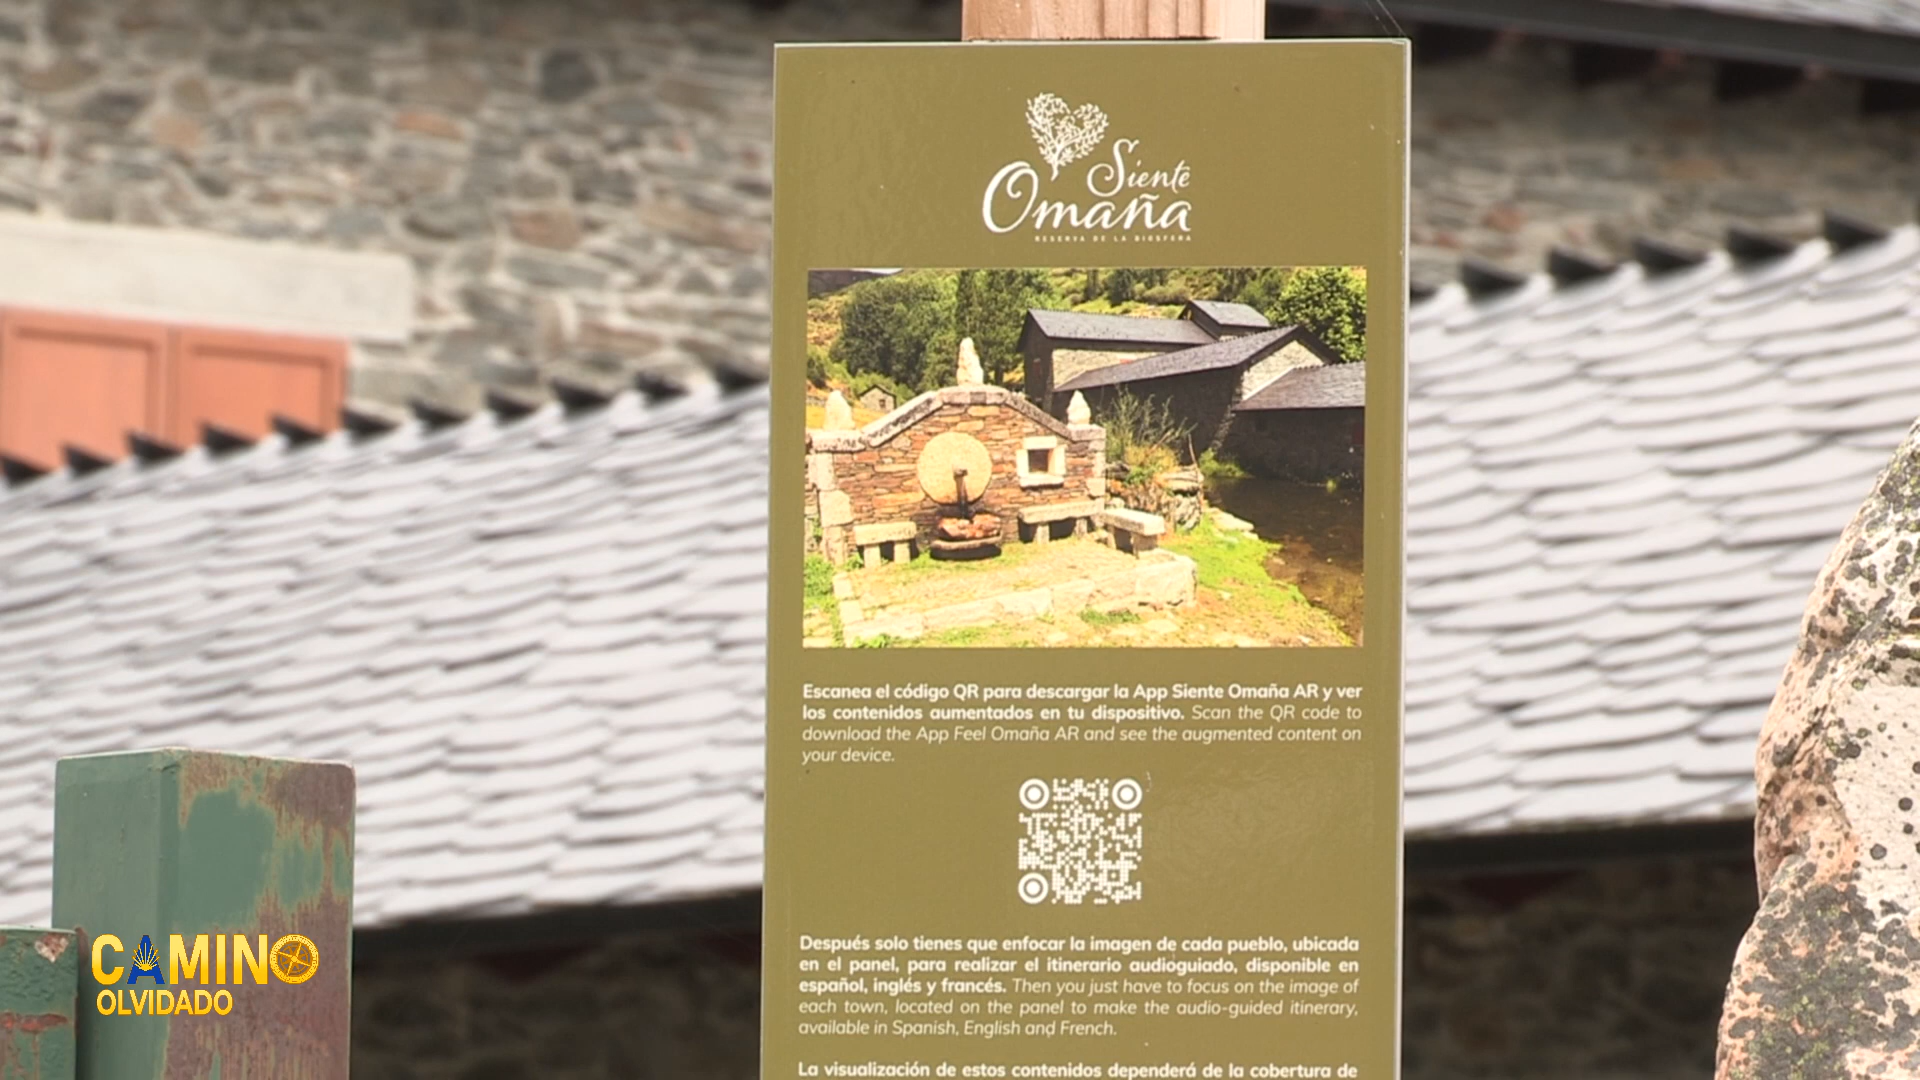 Siente
Omaña
RESERVA DE LA BIOSFERA
Escanea el código QR para descargar la App Siente Omaña AR y ver
los contenidos aumentados en tu dispositivo. Scan the QR code to
download the App Feel Omaña AR and see the augmented content on
your device.
Después solo tienes que enfocar la imagen de cada pueblo, ubicada
en el panel, para realizar el itinerario audioguiado, disponible en
español, inglés y francés. Then you just have to focus on the image of
each town, located on the panel to make the audio-guided itinerary,
available in Spanish, English and French.
La visualización de estos contenidos dependerá de la cobertura de
CAMINO
OLVIDADO